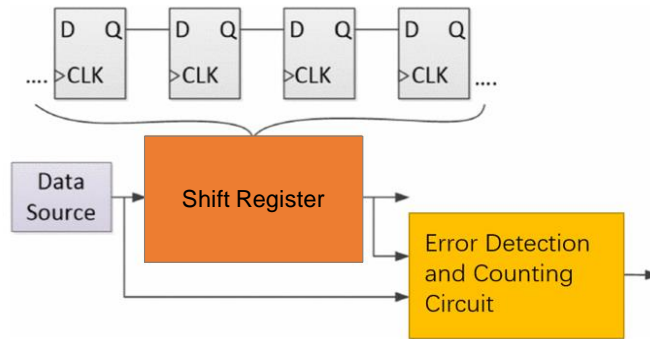 D Q D Q D Q D Q
.... CLK CLK CLK CLK ....
Data
Source
Shift Register
Error Detection
and Counting
Circuit